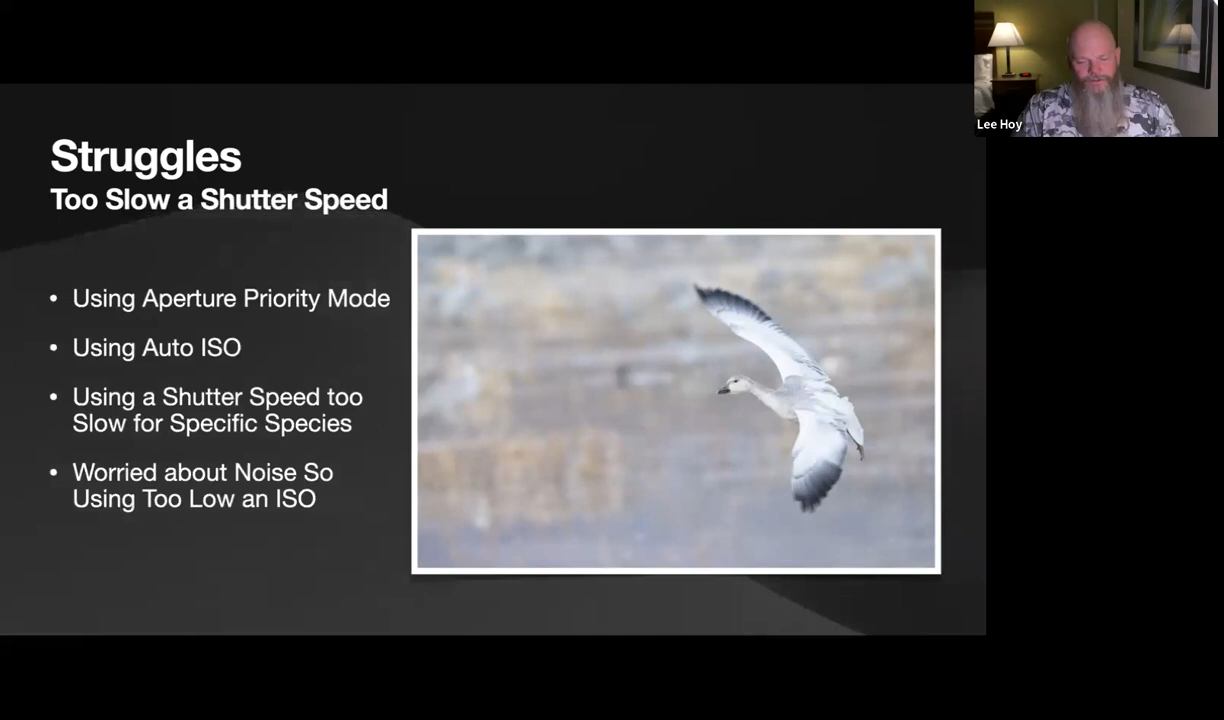 Struggles
Too Slow a Shutter Speed
• Using Aperture Priority Mode
• Using Auto ISO
• Using a Shutter Speed too
Slow for Specific Species
• Worried about Noise So
Using Too Low an ISO
Lee Hoy